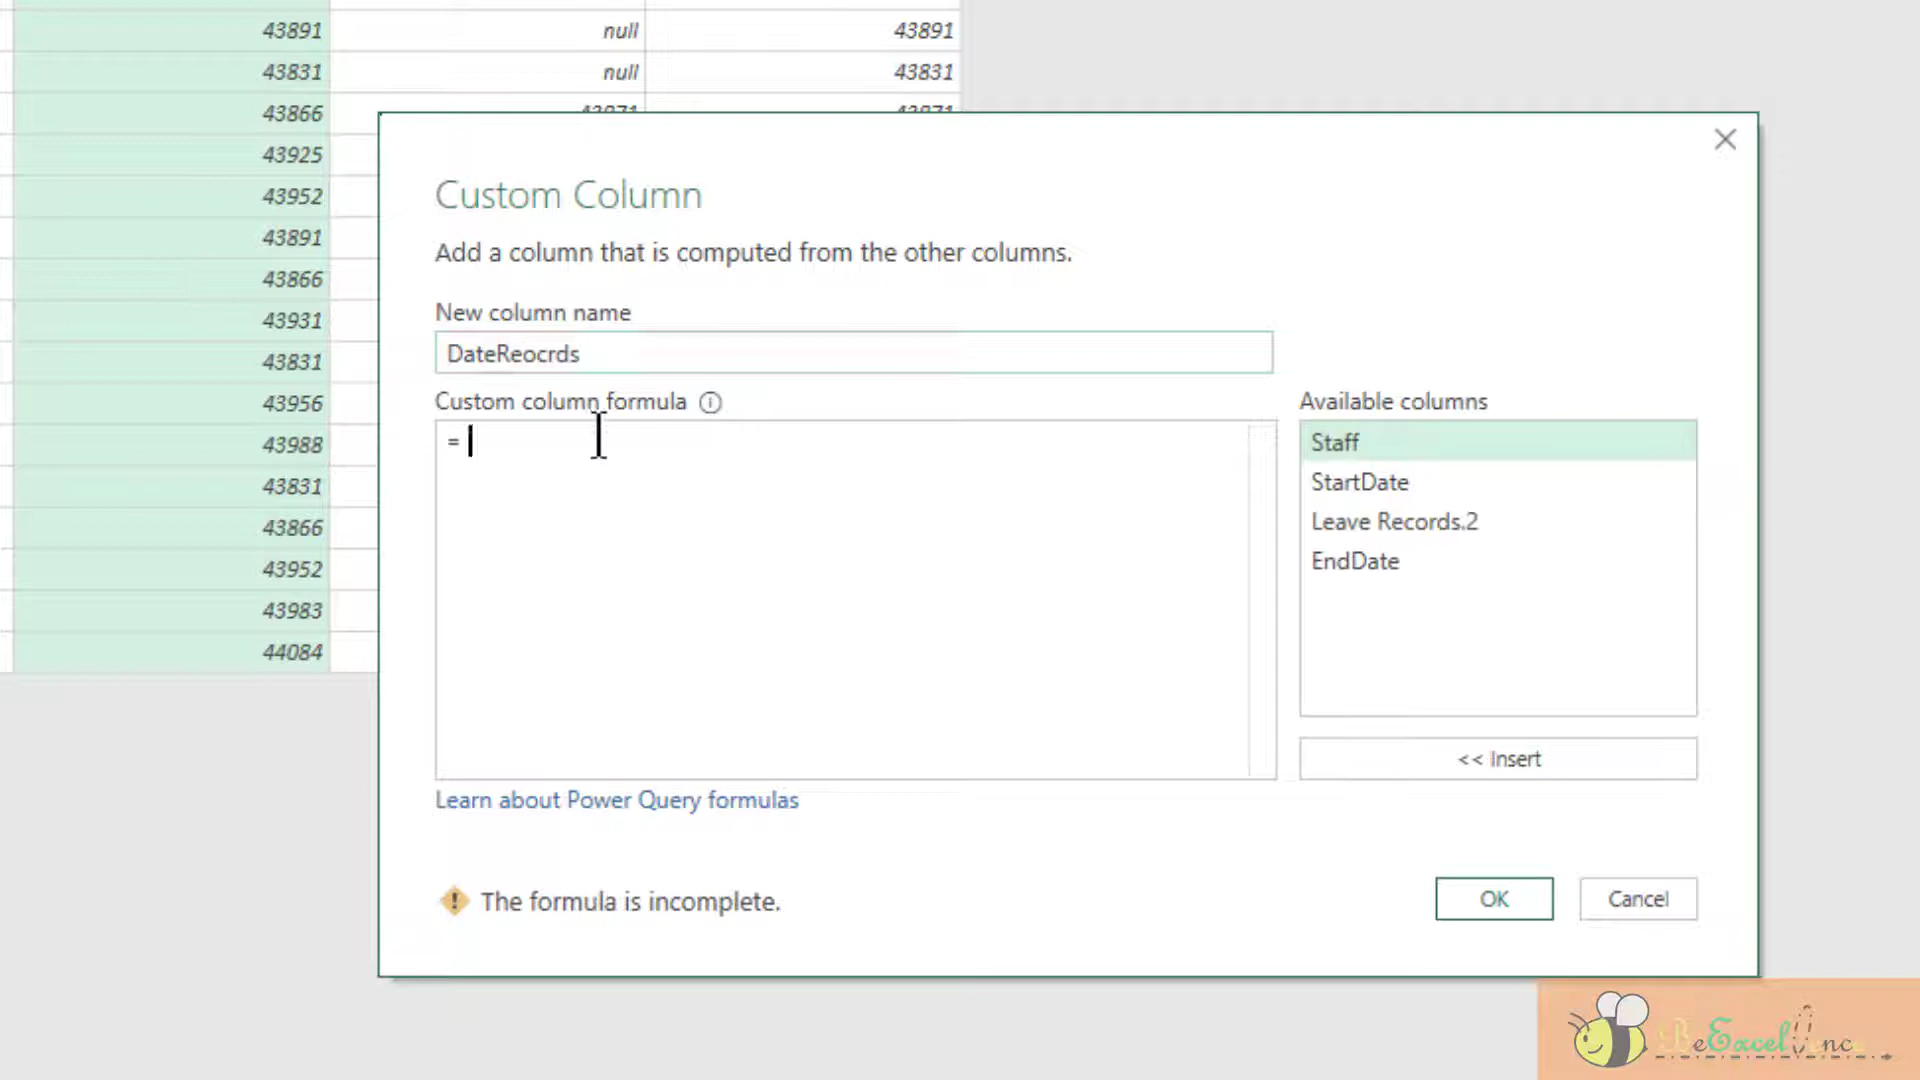 43891 null 43891
43831 null 43831
43866 43971 43971
43925
43952
43891
43866
43931
43831
43956
43988
43831
43866
43952
43983
44084
Custom Column
Add a column that is computed from the other columns.
New column name
DateReocrds
Custom column formula
=
Available columns
Staff
StartDate
Leave Records.2
EndDate
<< Insert
Learn about Power Query formulas
The formula is incomplete.
OK Cancel